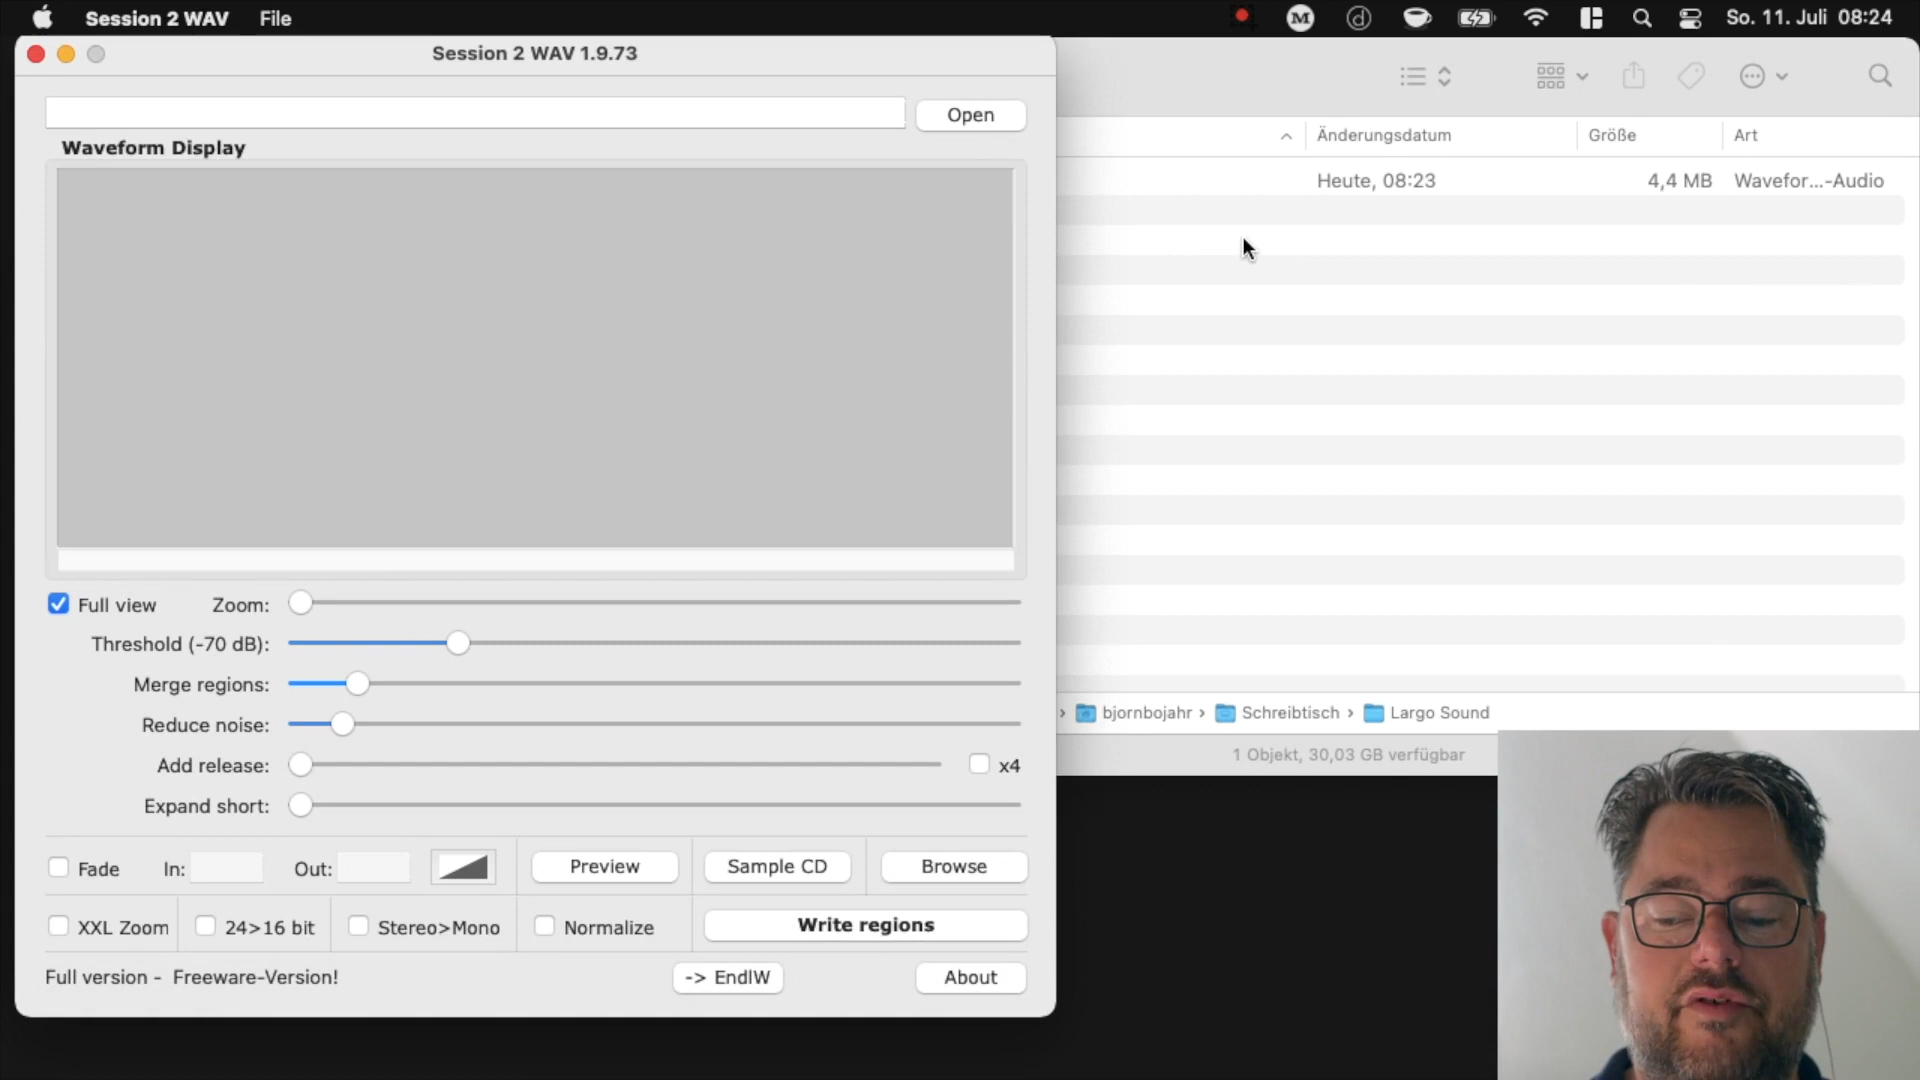 Session 2 WAV File
M d So. 11. Juli 08:24
Session 2 WAV 1.9.73
Open
Waveform Display
Full view Zoom:
Threshold (-70 dB):
Merge regions:
Reduce noise:
Add release: x4
Expand short:
Fade In: Out: Preview Sample CD Browse
XXL Zoom 24>16 bit Stereo>Mono Normalize Write regions
Full version - Freeware-Version! -> EndlW About
Änderungsdatum Größe Art
Heute, 08:23 4,4 MB Wavefor...-Audio
› bjornbojahr › Schreibtisch › Largo Sound
1 Objekt, 30,03 GB verfügbar